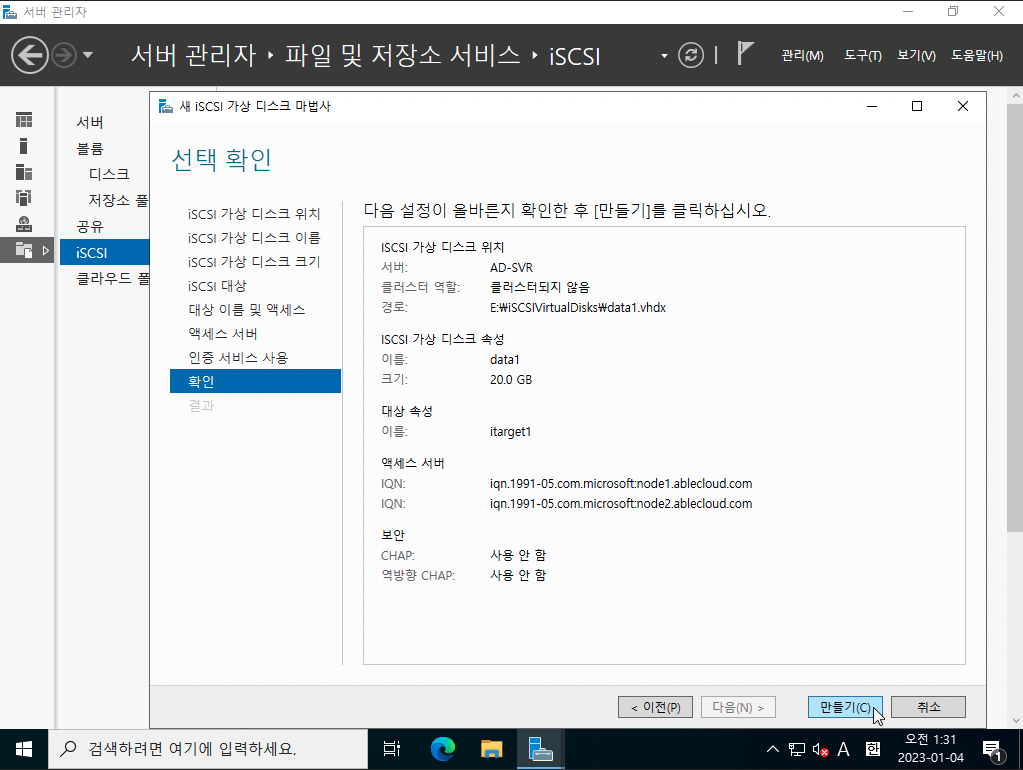 서버 관리자
서버 관리자 ‣ 파일 및 저장소 서비스 ‣ iSCSI
관리(M) 도구(T) 보기(V) 도움말(H)
서버
볼륨
디스크
저장소 풀
공유
iSCSI
클라우드 폴
새 iSCSI 가상 디스크 마법사
선택 확인
iSCSI 가상 디스크 위치
iSCSI 가상 디스크 이름
iSCSI 가상 디스크 크기
iSCSI 대상
대상 이름 및 액세스
액세스 서버
인증 서비스 사용
확인
결과
다음 설정이 올바른지 확인한 후 [만들기]를 클릭하십시오.
ISCSI 가상 디스크 위치
서버: AD-SVR
클러스터 역할: 클러스터되지 않음
경로: E:₩iSCSIVirtualDisks₩data1.vhdx
ISCSI 가상 디스크 속성
이름: data1
크기: 20.0 GB
대상 속성
이름: itarget1
액세스 서버
IQN: iqn.1991-05.com.microsoft:node1.ablecloud.com
IQN: iqn.1991-05.com.microsoft:node2.ablecloud.com
보안
CHAP: 사용 안 함
역방향 CHAP: 사용 안 함
< 이전(P) 다음(N) > 만들기(C) 취소
검색하려면 여기에 입력하세요.
A 한
오전 1:31
2023-01-04
1